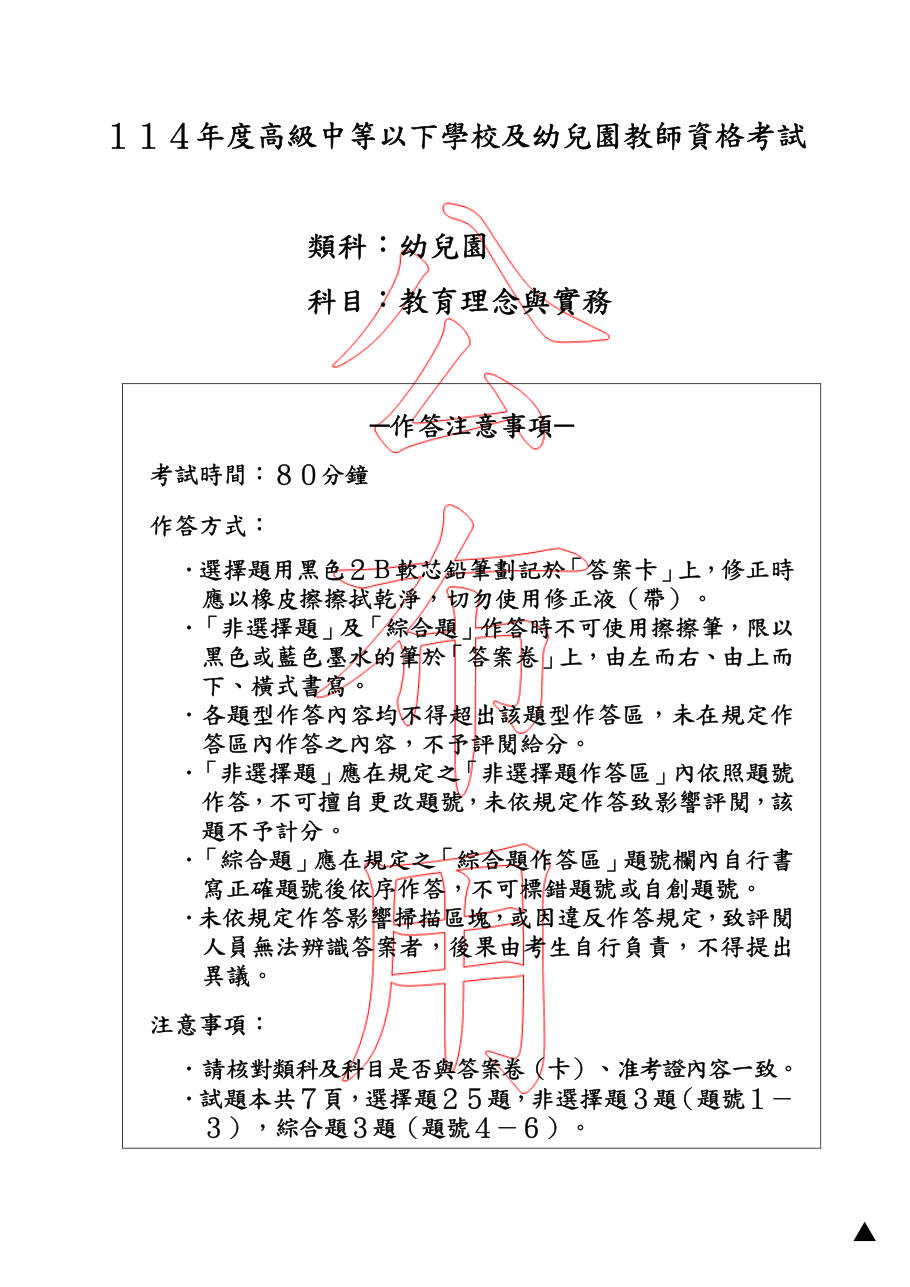 114年度高級中等以下學校及幼兒園教師資格考試
類科：幼兒園
科目：教育理念與實務
─作答注意事項─
考試時間：80分鐘
作答方式：
・選擇題用黑色2B軟芯鉛筆劃記於「答案卡」上，修正時
應以橡皮擦擦拭乾淨，切勿使用修正液（帶）。
・「非選擇題」及「綜合題」作答時不可使用擦擦筆，限以
黑色或藍色墨水的筆於「答案卷」上，由左而右、由上而
下、橫式書寫。
・各題型作答內容均不得超出該題型作答區，未在規定作
答區內作答之內容，不予評閱給分。
・「非選擇題」應在規定之「非選擇題作答區」內依照題號
作答，不可擅自更改題號，未依規定作答致影響評閱，該
題不予計分。
・「綜合題」應在規定之「綜合題作答區」題號欄內自行書
寫正確題號後依序作答，不可標錯題號或自創題號。
・未依規定作答影響掃描區塊，或因違反作答規定，致評閱
人員無法辨識答案者，後果由考生自行負責，不得提出
異議。
注意事項：
・請核對類科及科目是否與答案卷（卡）、准考證內容一致。
・試題本共7頁，選擇題25題，非選擇題3題（題號1－
3），綜合題3題（題號4－6）。
公布用
▲